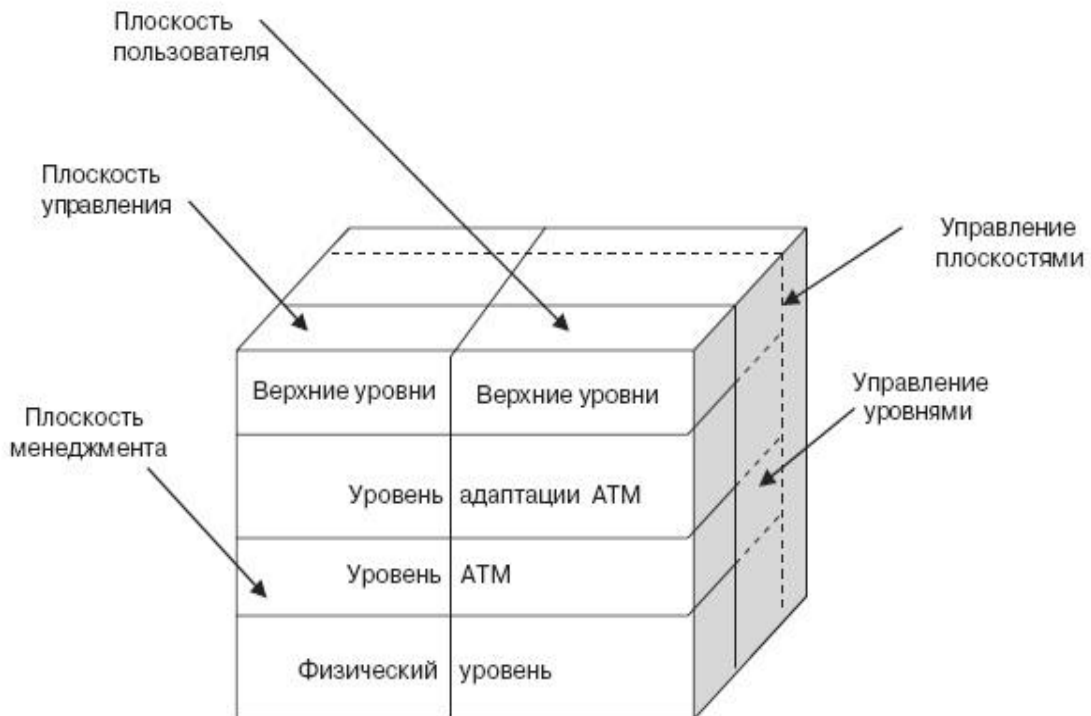 Плоскость
пользователя
Плоскость
управления
Управление
плоскостями
Верхние уровни
Верхние уровни
Управление
уровнями
Плоскость
менеджмента
Уровень адаптации АТМ
Уровень АТМ
Физический уровень